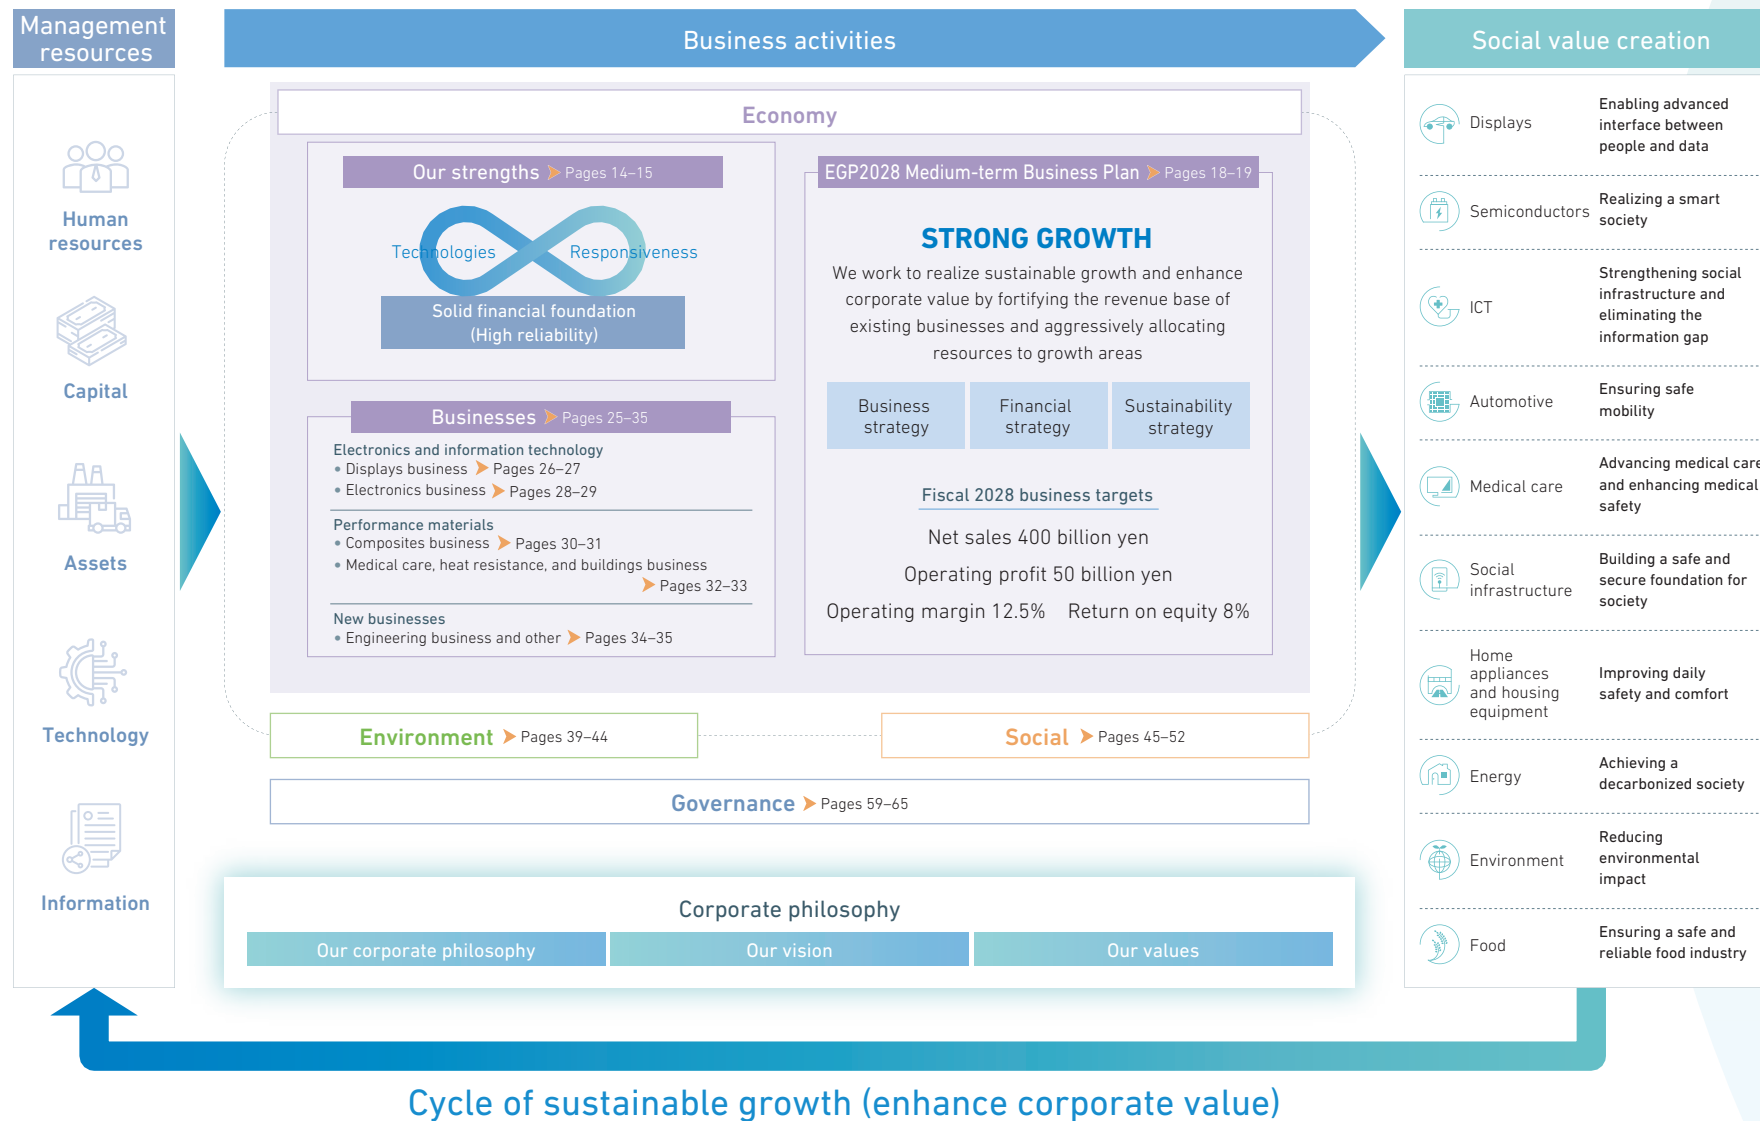 Management
resources
Human
resources
Capital
Assets
Technology
Information
Business activities
Economy
Our strengths Pages 14–15
Technologies Responsiveness
Solid financial foundation
(High reliability)
Businesses Pages 25–35
Electronics and information technology
• Displays business Pages 26–27
• Electronics business Pages 28–29
Performance materials
• Composites business Pages 30–31
• Medical care, heat resistance, and buildings business
Pages 32–33
New businesses
• Engineering business and other Pages 34–35
EGP2028 Medium-term Business Plan Pages 18–19
STRONG GROWTH
We work to realize sustainable growth and enhance
corporate value by fortifying the revenue base of
existing businesses and aggressively allocating
resources to growth areas
Business
strategy
Financial
strategy
Sustainability
strategy
Fiscal 2028 business targets
Net sales 400 billion yen
Operating profit 50 billion yen
Operating margin 12.5% Return on equity 8%
Environment Pages 39–44
Social Pages 45–52
Governance Pages 59–65
Corporate philosophy
Our corporate philosophy
Our vision
Our values
Social value creation
Displays
Enabling advanced
interface between
people and data
Semiconductors
Realizing a smart
society
ICT
Strengthening social
infrastructure and
eliminating the
information gap
Automotive
Ensuring safe
mobility
Medical care
Advancing medical care
and enhancing medical
safety
Social
infrastructure
Building a safe and
secure foundation for
society
Home
appliances
and housing
equipment
Improving daily
safety and comfort
Energy
Achieving a
decarbonized society
Environment
Reducing
environmental
impact
Food
Ensuring a safe and
reliable food industry
Cycle of sustainable growth (enhance corporate value)